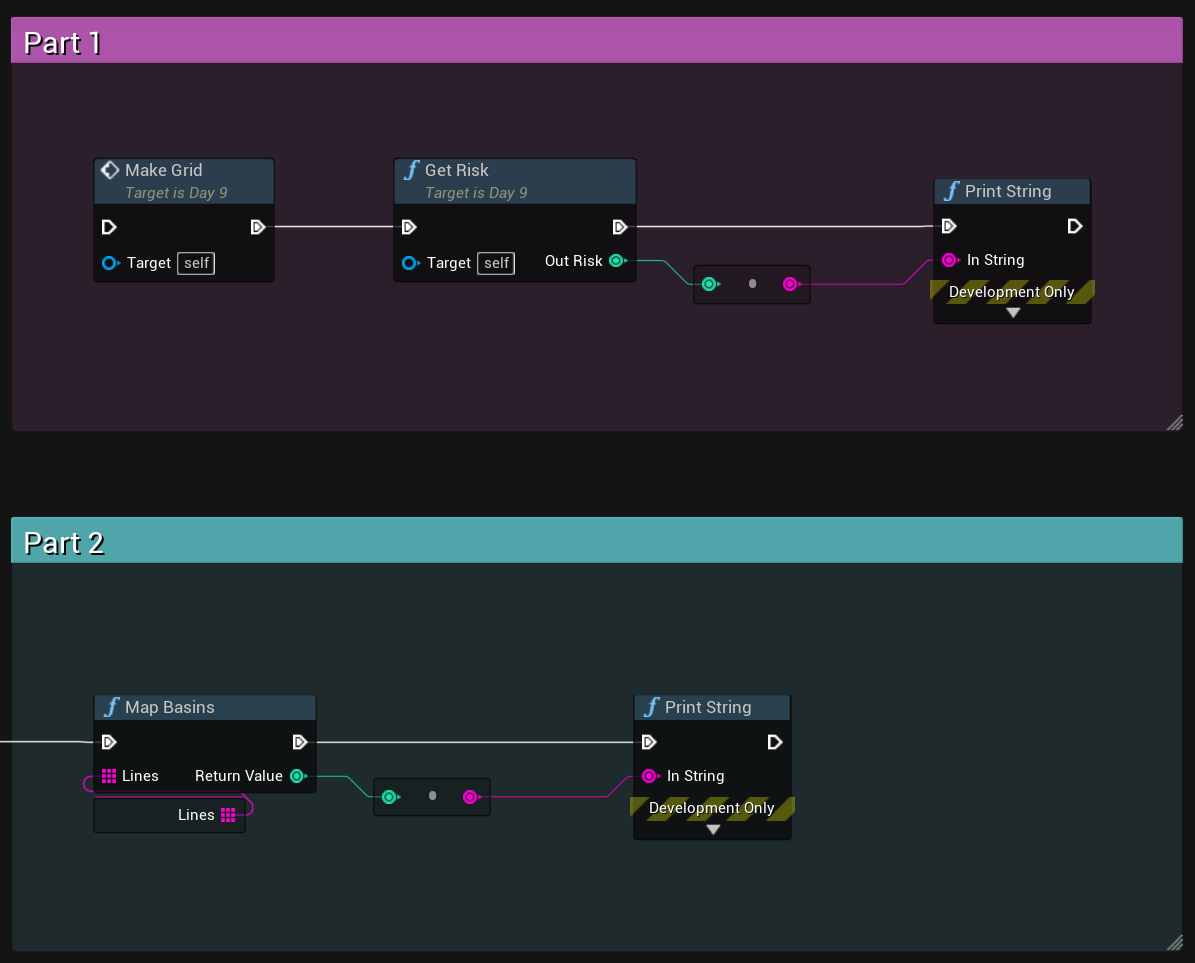 Part 1
Make Grid
Target is Day 9
Target self
Get Risk
Target is Day 9
Target self Out Risk
Print String
In String
Development Only
Part 2
Map Basins
Lines Return Value
Lines
Print String
In String
Development Only